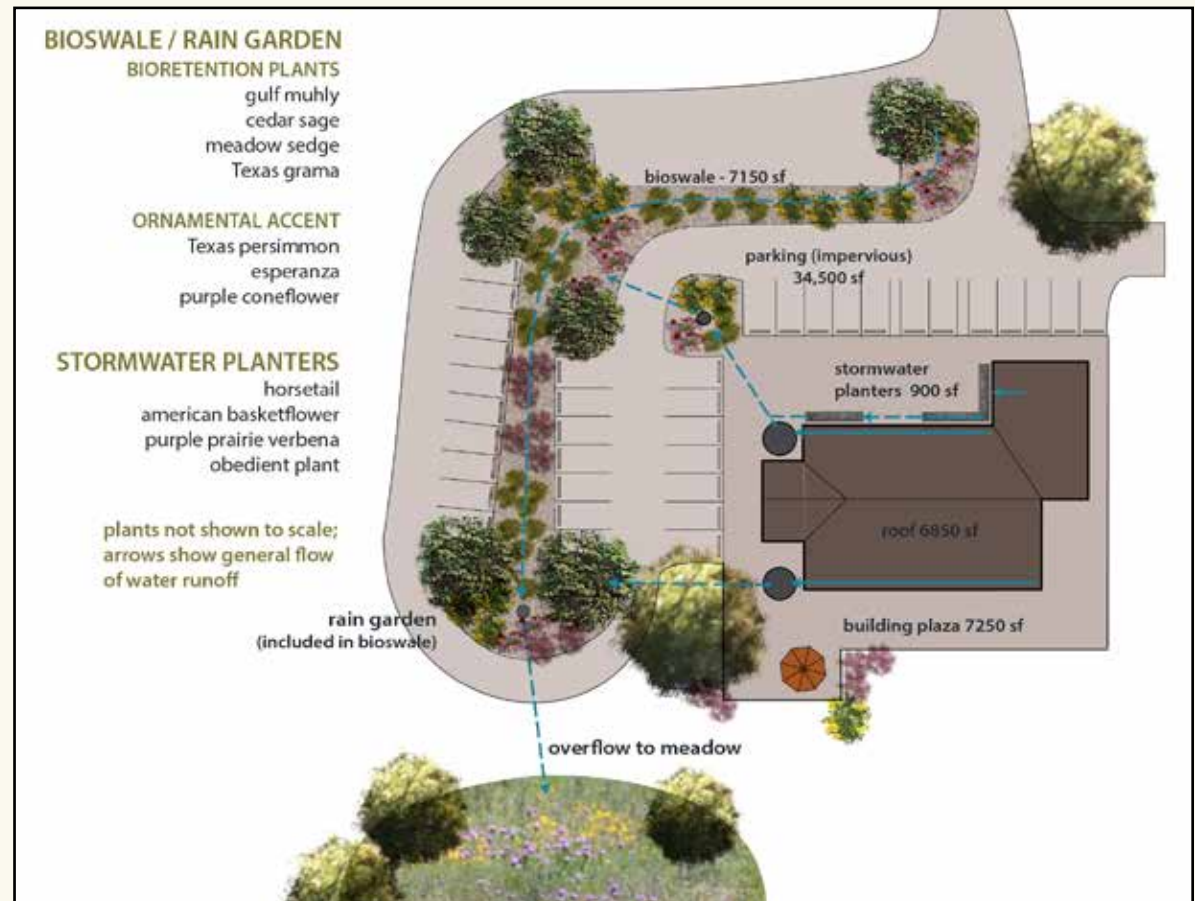 BIOSWALE / RAIN GARDEN
BIORETENTION PLANTS
gulf muhly
cedar sage
meadow sedge
Texas grama
ORNAMENTAL ACCENT
Texas persimmon
esperanza
purple coneflower
STORMWATER PLANTERS
horsetail
american basketflower
purple prairie verbena
obedient plant
plants not shown to scale;
arrows show general flow
of water runoff
bioswale - 7150 sf
parking (impervious)
34,500 sf
stormwater
planters 900 sf
roof 6850 sf
building plaza 7250 sf
rain garden
(included in bioswale)
overflow to meadow